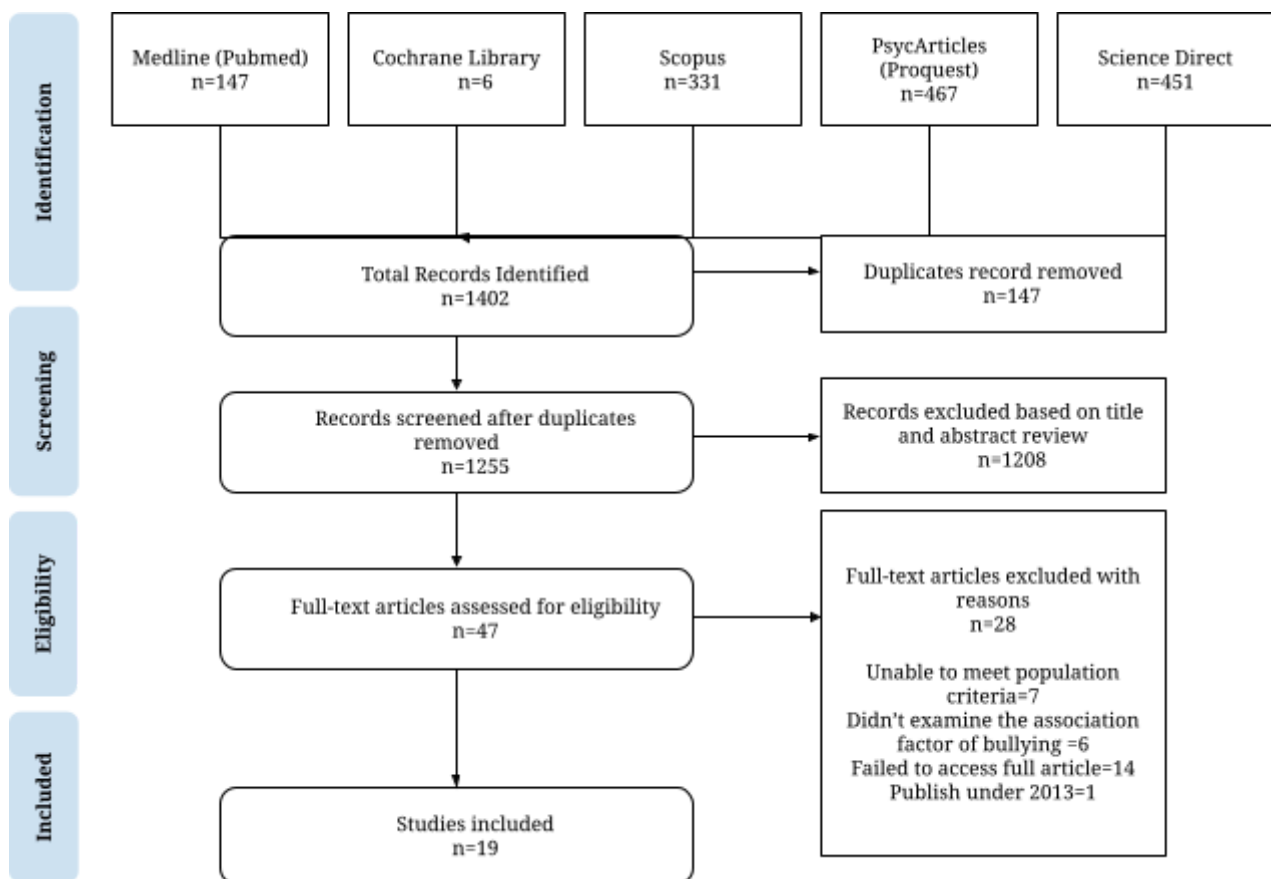 Identification
Medline (Pubmed)
n=147
Cochrane Library
n=6
Scopus
n=331
PsycArticles
(Proquest)
n=467
Science Direct
n=451
Total Records Identified
n=1402
Duplicates record removed
n=147
Screening
Records screened after duplicates
removed
n=1255
Records excluded based on title
and abstract review
n=1208
Eligibility
Full-text articles assessed for eligibility
n=47
Full-text articles excluded with
reasons
n=28
Unable to meet population
criteria=7
Didn’t examine the association
factor of bullying =6
Failed to access full article=14
Publish under 2013=1
Included
Studies included
n=19